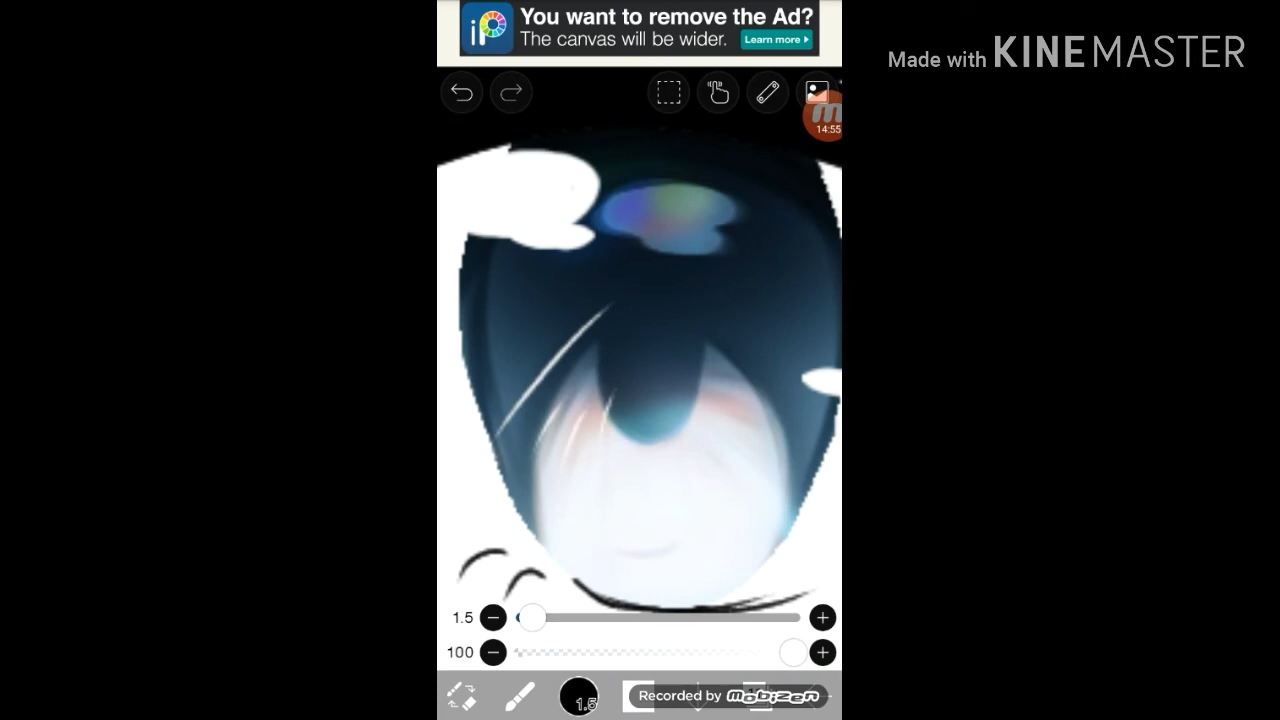 You want to remove the Ad?
The canvas will be wider.
Learn more
iP
Made with KINEMASTER
14:55
1.5
100
1.5
Recorded by mobizen